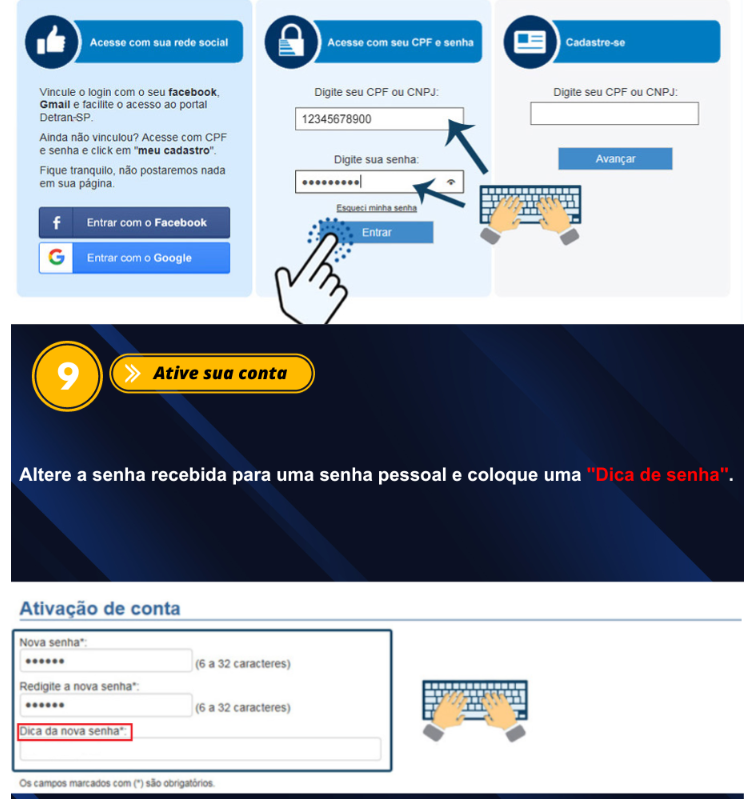 Acesse com sua rede social
Vincule o login com o seu facebook,
Gmail e facilite o acesso ao portal
Detran-SP.
Ainda não vinculou? Acesse com CPF
e senha e click em "meu cadastro".
Fique tranquilo, não postaremos nada
em sua página.
f Entrar com o Facebook
G Entrar com o Google
Acesse com seu CPF e senha
Digite seu CPF ou CNPJ:
12345678900
Digite sua senha:
•••••••••
Esqueci minha senha
Entrar
Cadastre-se
Digite seu CPF ou CNPJ:
Avançar
9
Ative sua conta
Altere a senha recebida para uma senha pessoal e coloque uma "Dica de senha".
Ativação de conta
Nova senha*:
•••••• (6 a 32 caracteres)
Redigite a nova senha*:
•••••• (6 a 32 caracteres)
Dica da nova senha*:
Os campos marcados com (*) são obrigatórios.